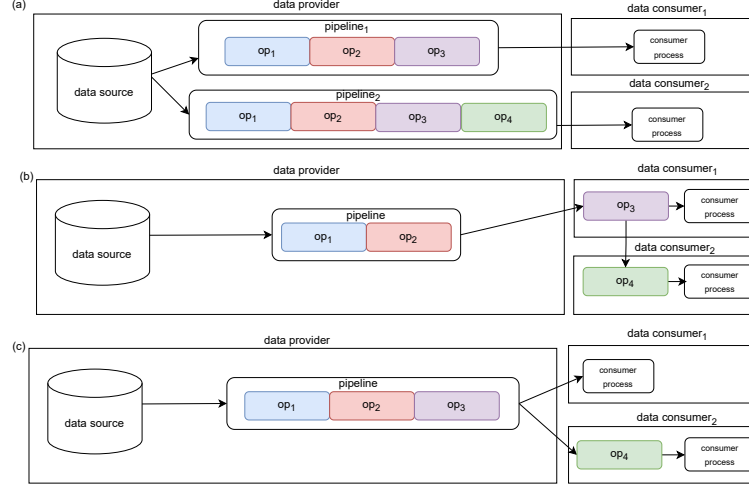 (a)
data provider
data consumer₁
pipeline₁
op₁ op₂ op₃
consumer
process
data source
data consumer₂
pipeline₂
op₁ op₂ op₃ op₄
consumer
process
(b)
data provider
data consumer₁
op₃
consumer
process
pipeline
op₁ op₂
data source
data consumer₂
op₄
consumer
process
(c)
data provider
data consumer₁
consumer
process
pipeline
op₁ op₂ op₃
data source
data consumer₂
op₄
consumer
process